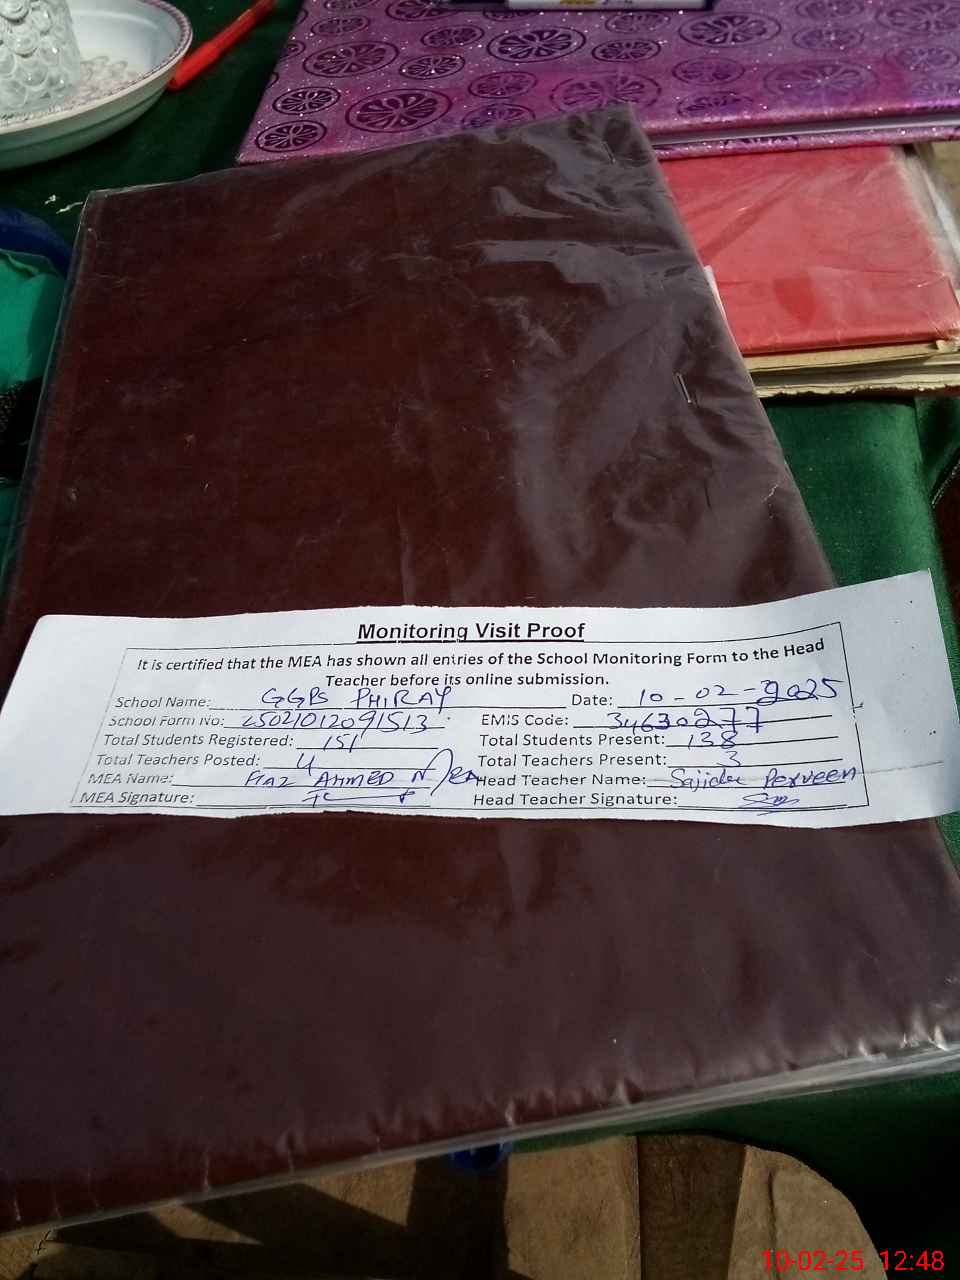 Monitoring Visit Proof
It is certified that the MEA has shown all entries of the School Monitoring Form to the Head
Teacher before its online submission.
School Name: GGPS PHIRAY Date: 10-02-2025
School Form No: 25021012091513 EMIS Code: 34630277
Total Students Registered: 151 Total Students Present: 138
Total Teachers Posted: 4 Total Teachers Present: 3
MEA Name: AHMED Head Teacher Name: Sajida Perveen
MEA Signature: Head Teacher Signature:
10-02-25 12:48